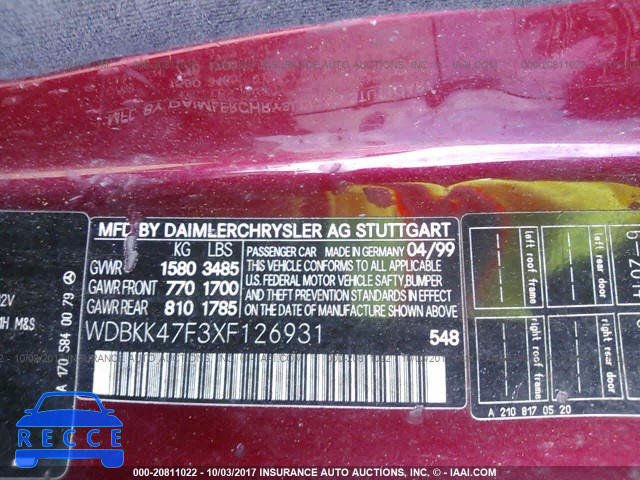 MFD BY DAIMLERCHRYSLER AG STUTTGART
KG LBS
GVWR 1580 3485
GAWR FRONT 770 1700
GAWR REAR 810 1785
PASSENGER CAR MADE IN GERMANY 04/99
THIS VEHICLE CONFORMS TO ALL APPLICABLE
U.S. FEDERAL MOTOR VEHICLE SAFETY, BUMPER
AND THEFT PREVENTION STANDARDS IN EFFECT
ON THE DATE OF MANUFACTURE SHOWN ABOVE
WDBKK47F3XF126931
548
A 170 584 00 79
M&S
left roof frame
left rear door
right roof frame
right rear door
A 210 817 05 20
RECCE
000-20811022 - 10/03/2017 INSURANCE AUTO AUCTIONS, INC. - © IAAI.COM